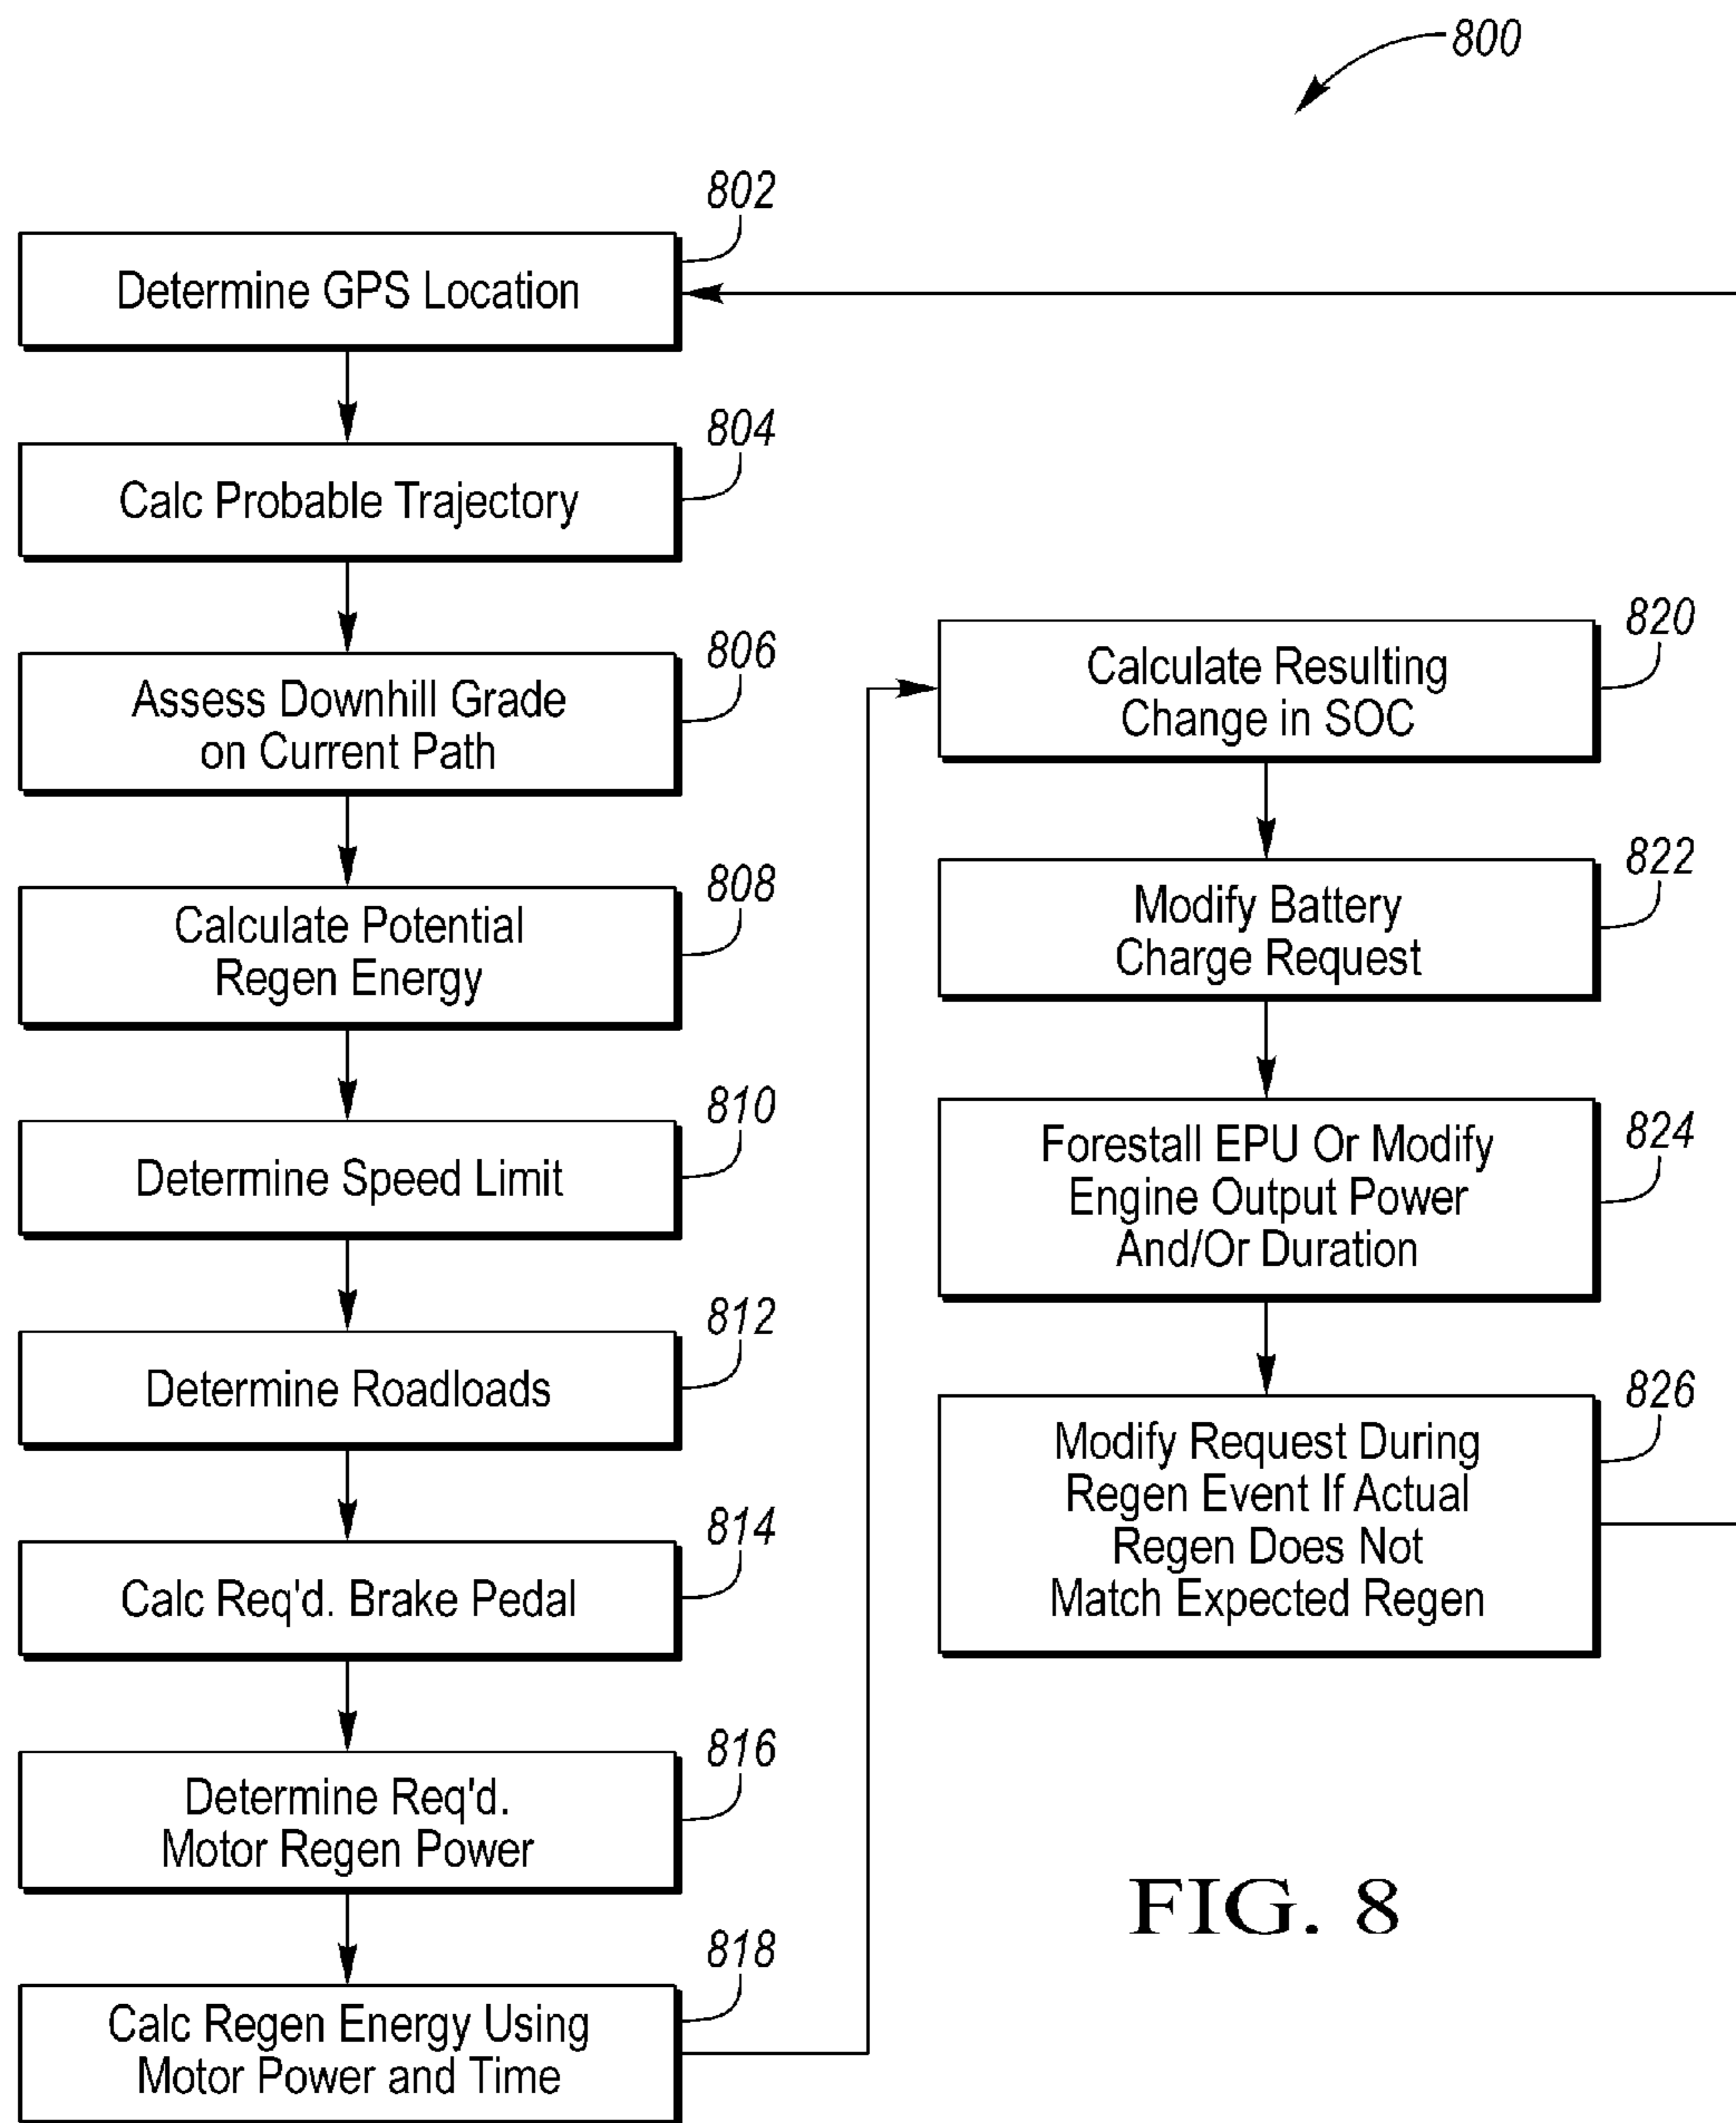 800
802
Determine GPS Location
804
Calc Probable Trajectory
806
Assess Downhill Grade
on Current Path
808
Calculate Potential
Regen Energy
810
Determine Speed Limit
812
Determine Roadloads
814
Calc Req'd. Brake Pedal
816
Determine Req'd.
Motor Regen Power
818
Calc Regen Energy Using
Motor Power and Time
820
Calculate Resulting
Change in SOC
822
Modify Battery
Charge Request
824
Forestall EPU Or Modify
Engine Output Power
And/Or Duration
826
Modify Request During
Regen Event If Actual
Regen Does Not
Match Expected Regen
FIG. 8